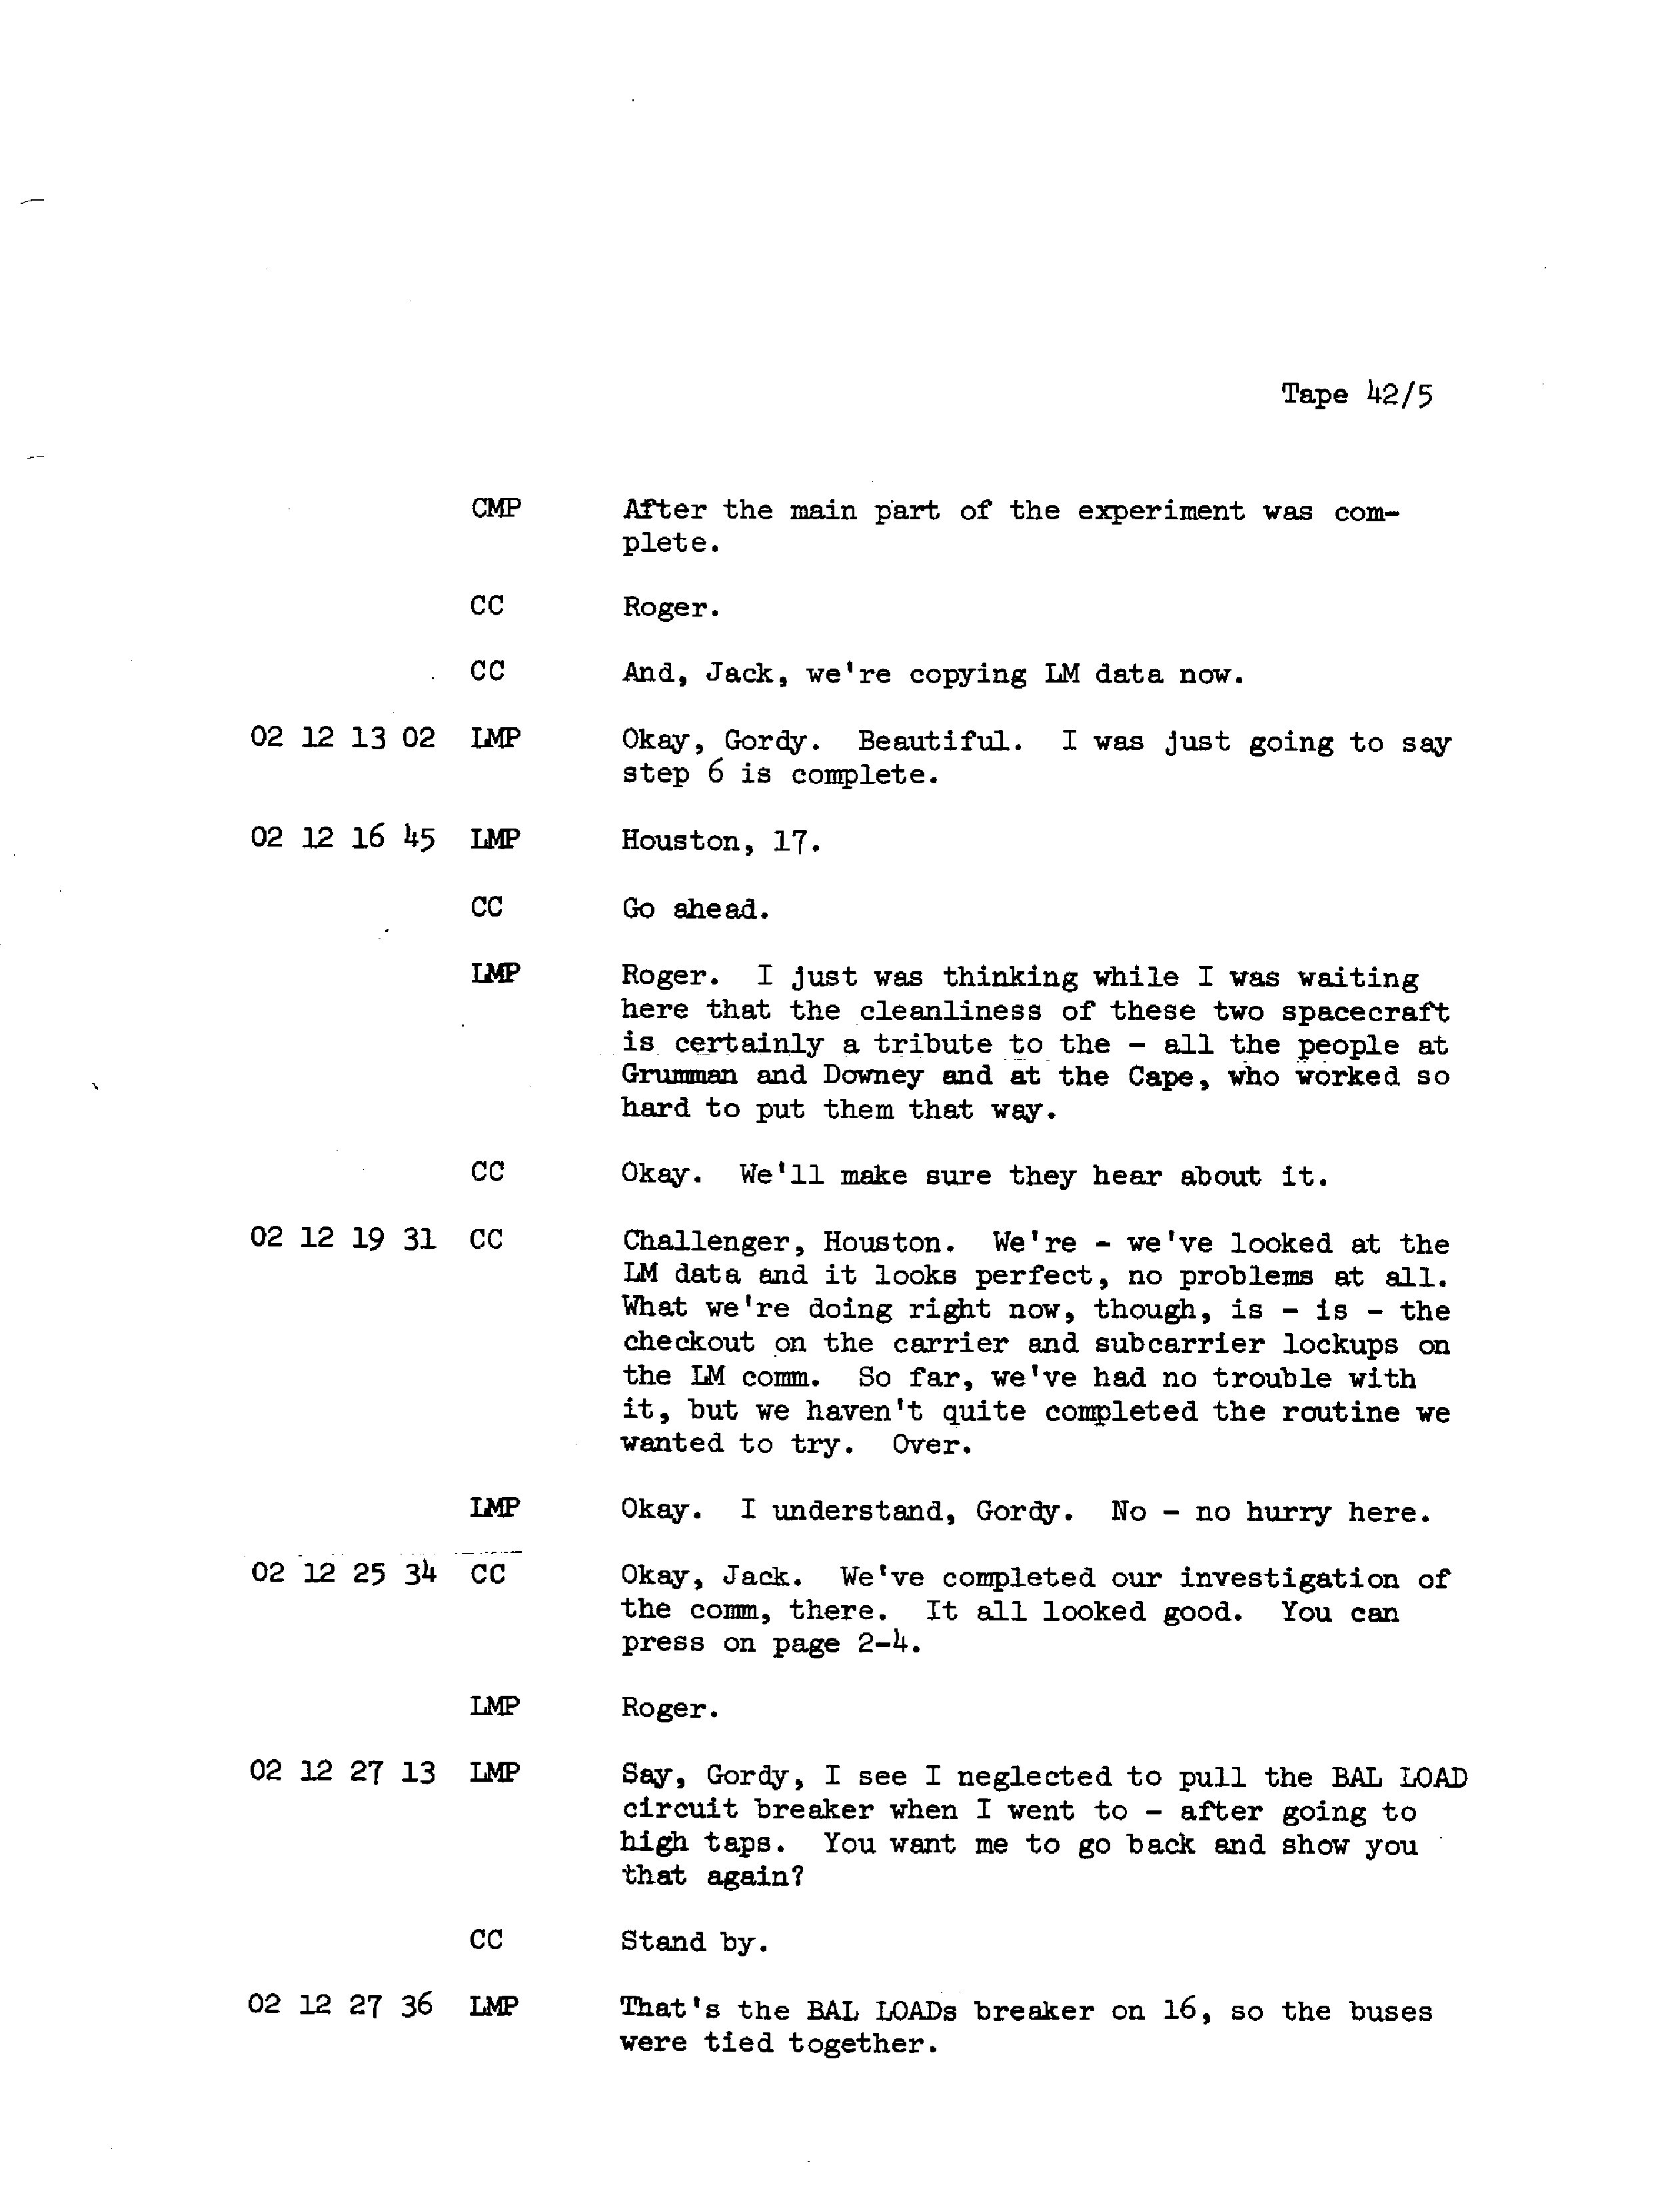 Tape 42/5
CMP After the main part of the experiment was com-
plete.
CC Roger.
CC And, Jack, we're copying LM data now.
02 12 13 02 LMP Okay, Gordy. Beautiful. I was just going to say
step 6 is complete.
02 12 16 45 LMP Houston, 17.
CC Go ahead.
LMP Roger. I just was thinking while I was waiting
here that the cleanliness of these two spacecraft
is certainly a tribute to the - all the people at
Grumman and Downey and at the Cape, who worked so
hard to put them that way.
CC Okay. We'll make sure they hear about it.
02 12 19 31 CC Challenger, Houston. We're - we've looked at the
LM data and it looks perfect, no problems at all.
What we're doing right now, though, is - is - the
checkout on the carrier and subcarrier lockups on
the LM comm. So far, we've had no trouble with
it, but we haven't quite completed the routine we
wanted to try. Over.
LMP Okay. I understand, Gordy. No - no hurry here.
02 12 25 34 CC Okay, Jack. We've completed our investigation of
the comm, there. It all looked good. You can
press on page 2-4.
LMP Roger.
02 12 27 13 LMP Say, Gordy, I see I neglected to pull the BAL LOAD
circuit breaker when I went to - after going to
high taps. You want me to go back and show you
that again?
CC Stand by.
02 12 27 36 LMP That's the BAL LOADs breaker on 16, so the buses
were tied together.